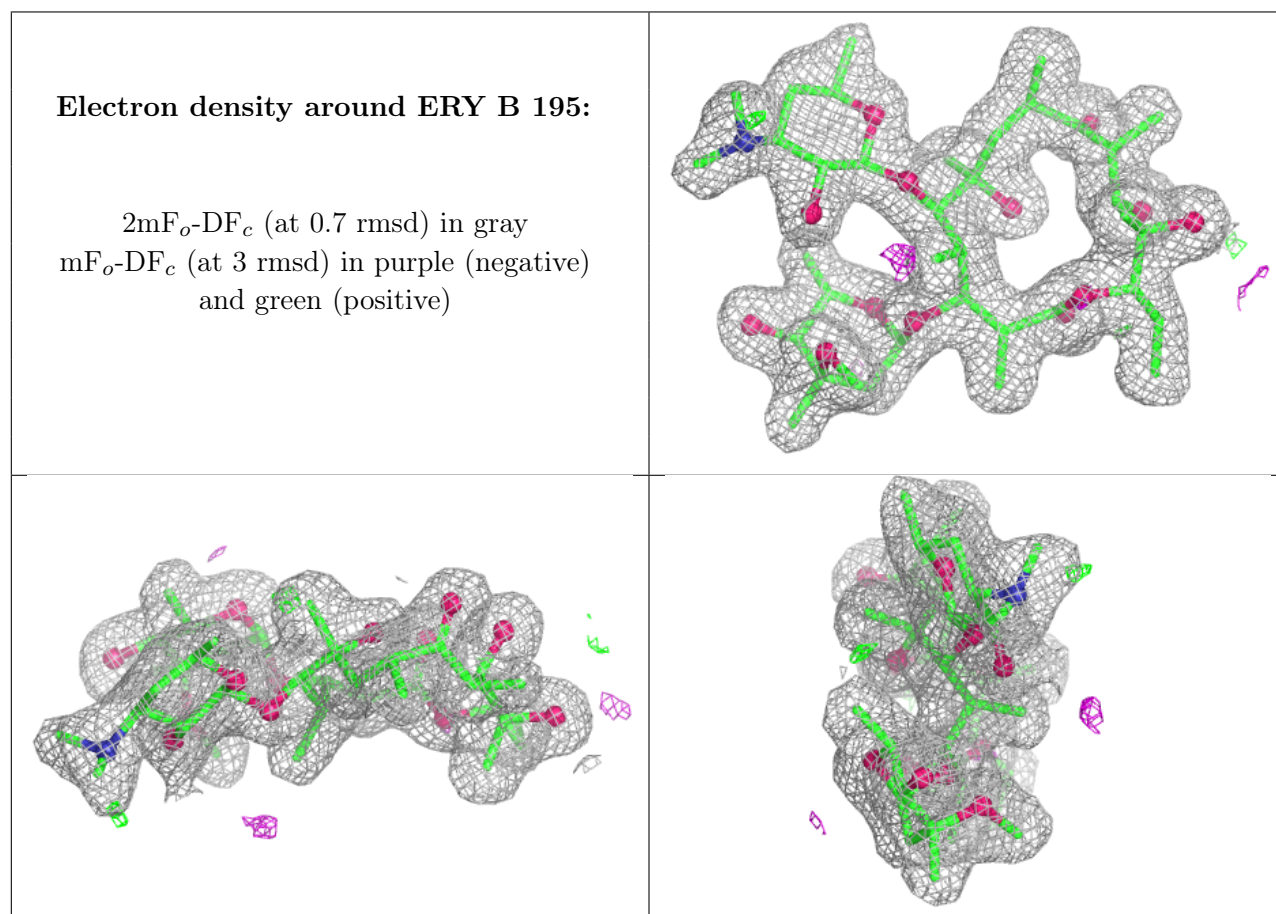 Electron density around ERY B 195:
2mFₒ-DF𝒸 (at 0.7 rmsd) in gray
mFₒ-DF𝒸 (at 3 rmsd) in purple (negative)
and green (positive)